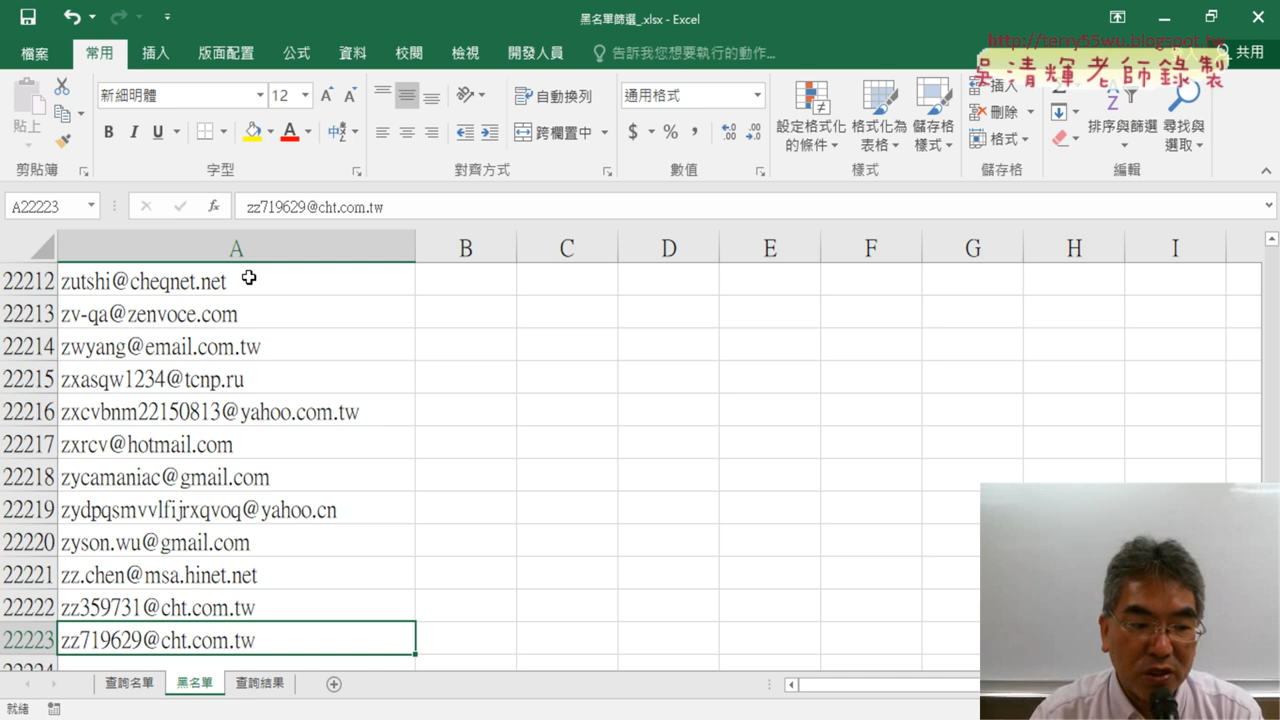 黑名單篩選_.xlsx - Excel
http://terry55wu.blogspot.tw
檔案 常用 插入 版面配置 公式 資料 校閱 檢視 開發人員 告訴我您想要執行的動作... 共用
吳清輝老師錄製
新細明體 12 自動換列 通用格式 插入
貼上 B I U 中 跨欄置中 $ % , 設定格式化的條件 格式化為表格 儲存格樣式 刪除 格式 排序與篩選 尋找與選取
剪貼簿 字型 對齊方式 數值 樣式 儲存格 編輯
A22223 fx zz719629@cht.com.tw
A B C D E F G H I
22212 zutshi@cheqnet.net
22213 zv-qa@zenvoce.com
22214 zwyang@email.com.tw
22215 zxasqw1234@tcnp.ru
22216 zxcvbnm22150813@yahoo.com.tw
22217 zxrcv@hotmail.com
22218 zycamaniac@gmail.com
22219 zydpqsmvvlfijrxqvoq@yahoo.cn
22220 zyson.wu@gmail.com
22221 zz.chen@msa.hinet.net
22222 zz359731@cht.com.tw
22223 zz719629@cht.com.tw
22224
查詢名單 黑名單 查詢結果
就緒